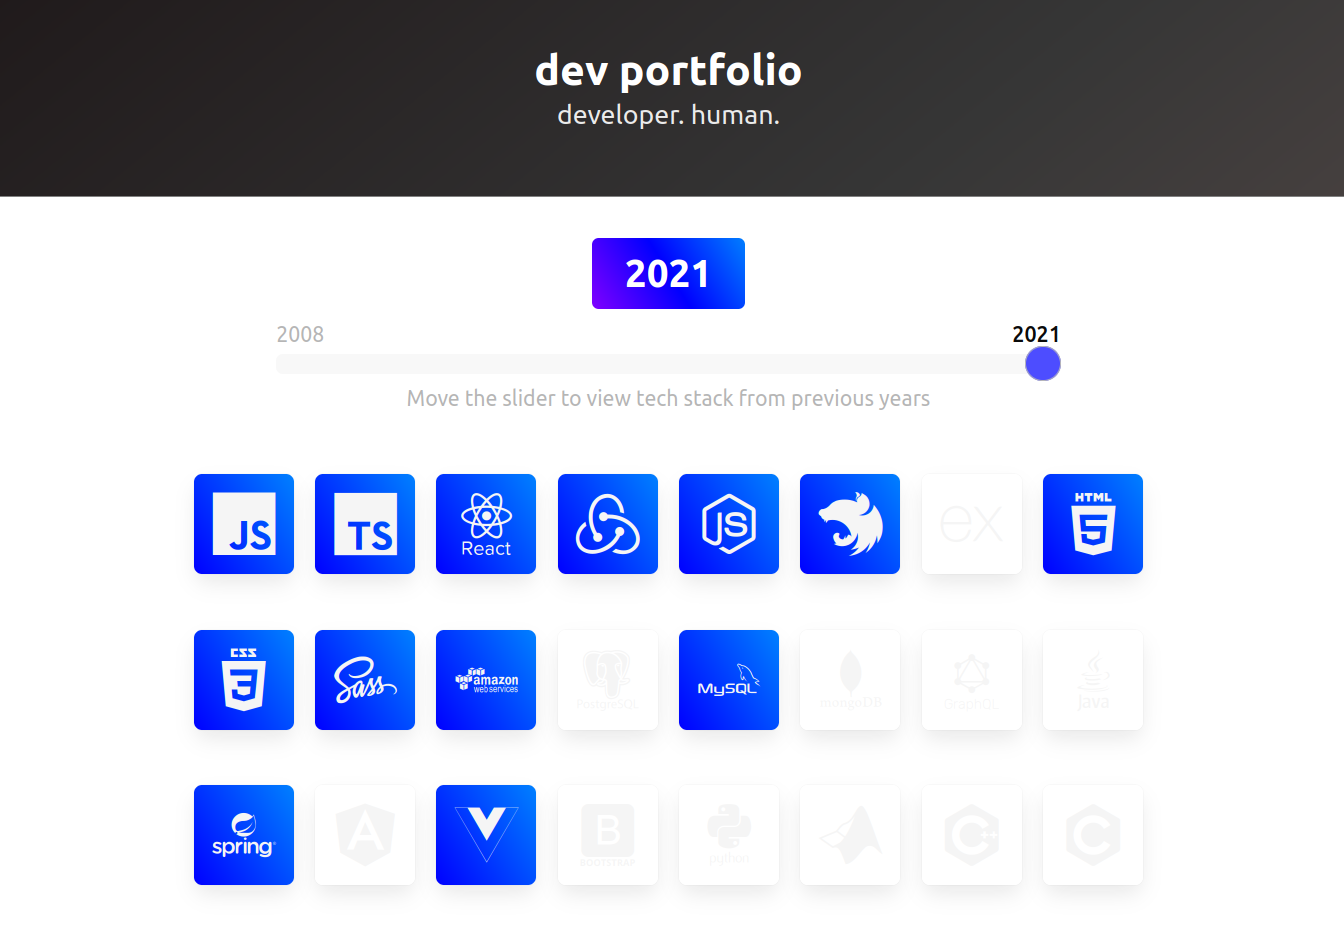 dev portfolio
developer. human.
2021
2008 2021
Move the slider to view tech stack from previous years
JS TS React JS ex HTML 5
CSS 3 Sass amazon web services PostgreSQL MySQL mongoDB GraphQL Java
spring A B BOOTSTRAP python C++ C